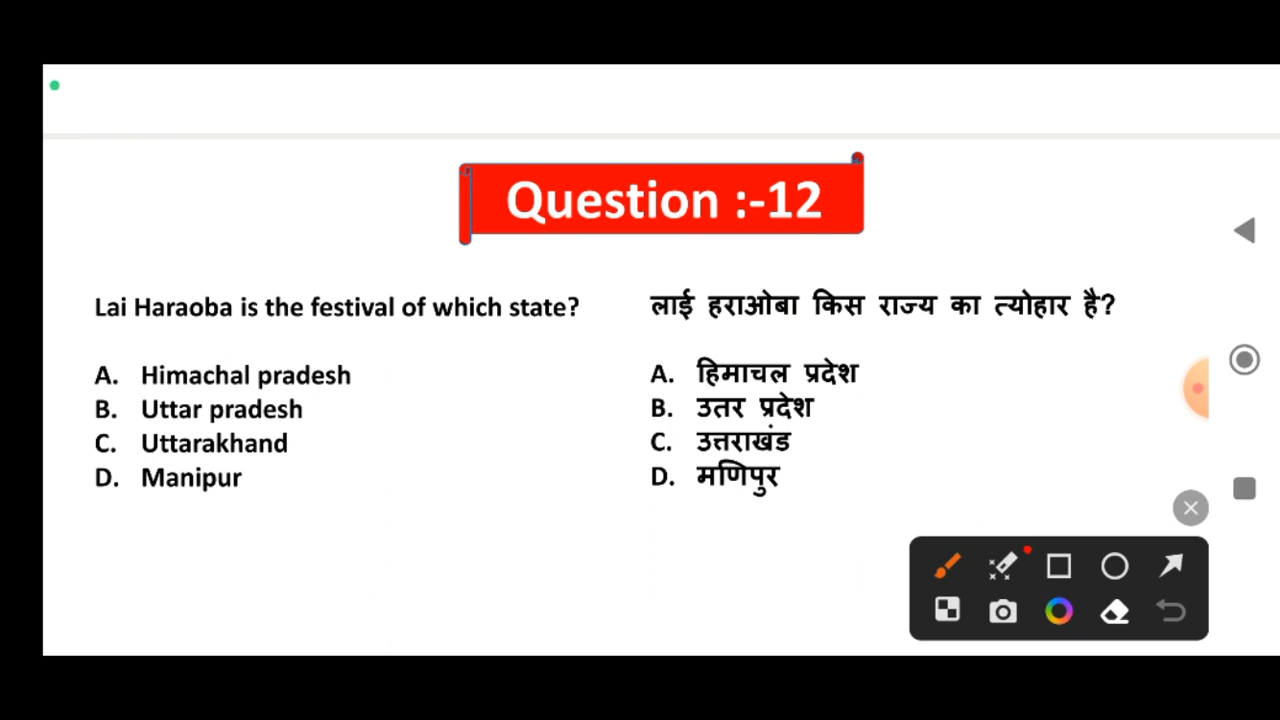 Question :-12
Lai Haraoba is the festival of which state?
A. Himachal pradesh
B. Uttar pradesh
C. Uttarakhand
D. Manipur
लाई हराओबा किस राज्य का त्योहार है?
A. हिमाचल प्रदेश
B. उतर प्रदेश
C. उत्तराखंड
D. मणिपुर